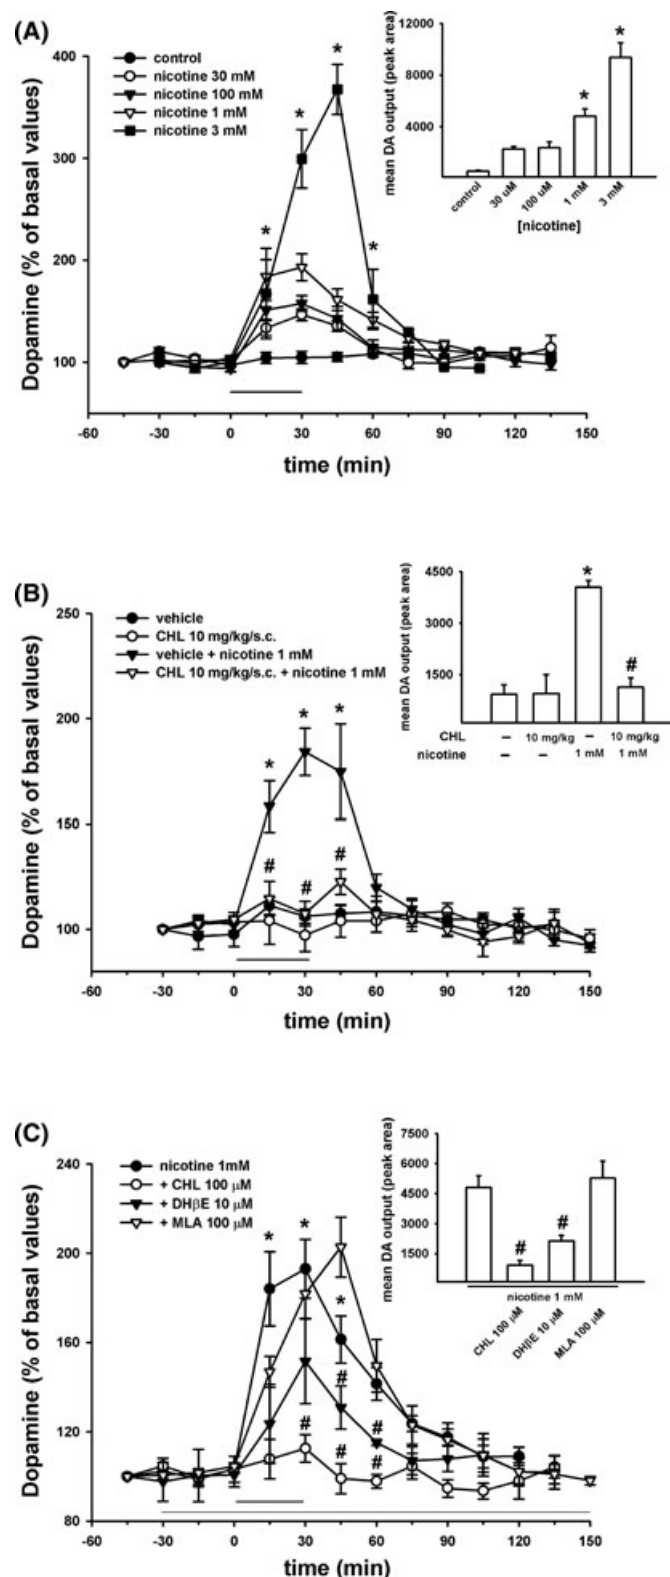 (A)
400
300
200
100
Dopamine (% of basal values)
control
nicotine 30 mM
nicotine 100 mM
nicotine 1 mM
nicotine 3 mM
*
*
*
*
-60 -30 0 30 60 90 120 150
time (min)
12000
8000
4000
mean DA output (peak area)
*
*
control 30 uM 100 uM 1 mM 3 mM
[nicotine]
(B)
250
200
150
100
Dopamine (% of basal values)
vehicle
CHL 10 mg/kg/s.c.
vehicle + nicotine 1 mM
CHL 10 mg/kg/s.c. + nicotine 1 mM
*
*
*
#
#
#
-60 -30 0 30 60 90 120 150
time (min)
4500
3000
1500
mean DA output (peak area)
*
#
CHL – 10 mg/kg – 10 mg/kg
nicotine – – 1 mM 1 mM
(C)
240
200
160
120
80
Dopamine (% of basal values)
nicotine 1mM
+ CHL 100 μM
+ DHβE 10 μM
+ MLA 100 μM
* *
*
#
# #
# #
-60 -30 0 30 60 90 120 150
time (min)
7500
6000
4500
3000
1500
mean DA output (peak area)
#
#
nicotine 1 mM
CHL 100 μM
DHβE 10 μM
MLA 100 μM